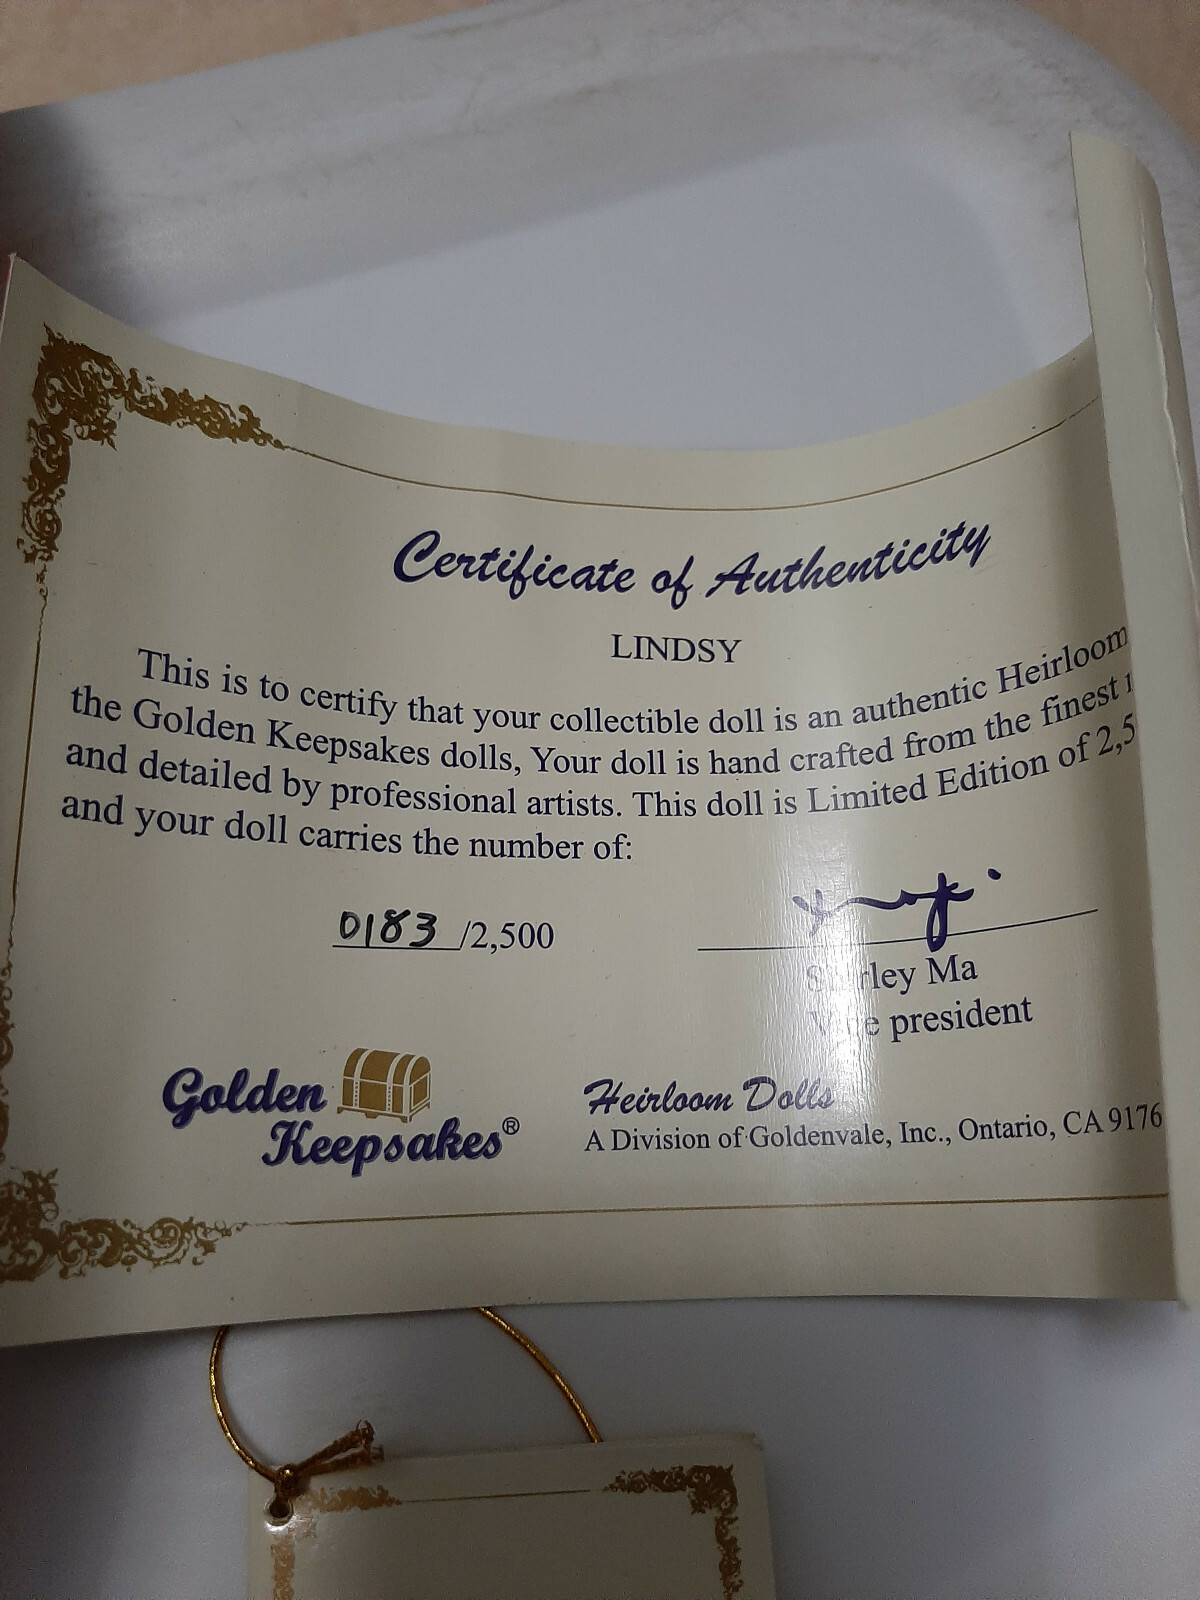 Certificate of Authenticity
LINDSY
This is to certify that your collectible doll is an authentic Heirloom
the Golden Keepsakes dolls, Your doll is hand crafted from the finest
and detailed by professional artists. This doll is Limited Edition of 2,5
and your doll carries the number of:
0183 /2,500
Shirley Ma
Vice president
Golden
Keepsakes®
Heirloom Dolls
A Division of Goldenvale, Inc., Ontario, CA 9176